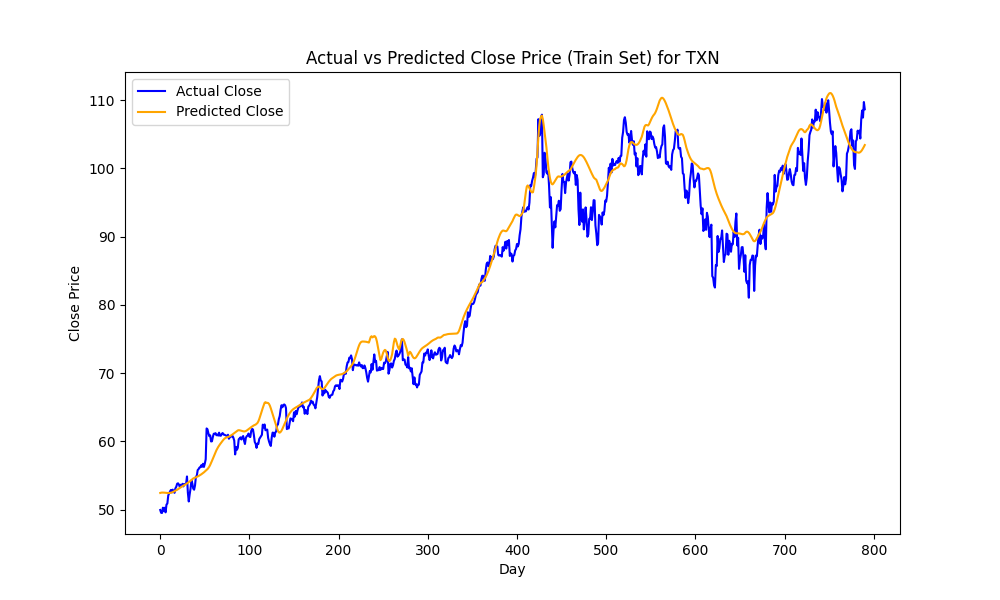 Actual vs Predicted Close Price (Train Set) for TXN
Actual Close
Predicted Close
Close Price
110
100
90
80
70
60
50
0 100 200 300 400 500 600 700 800
Day